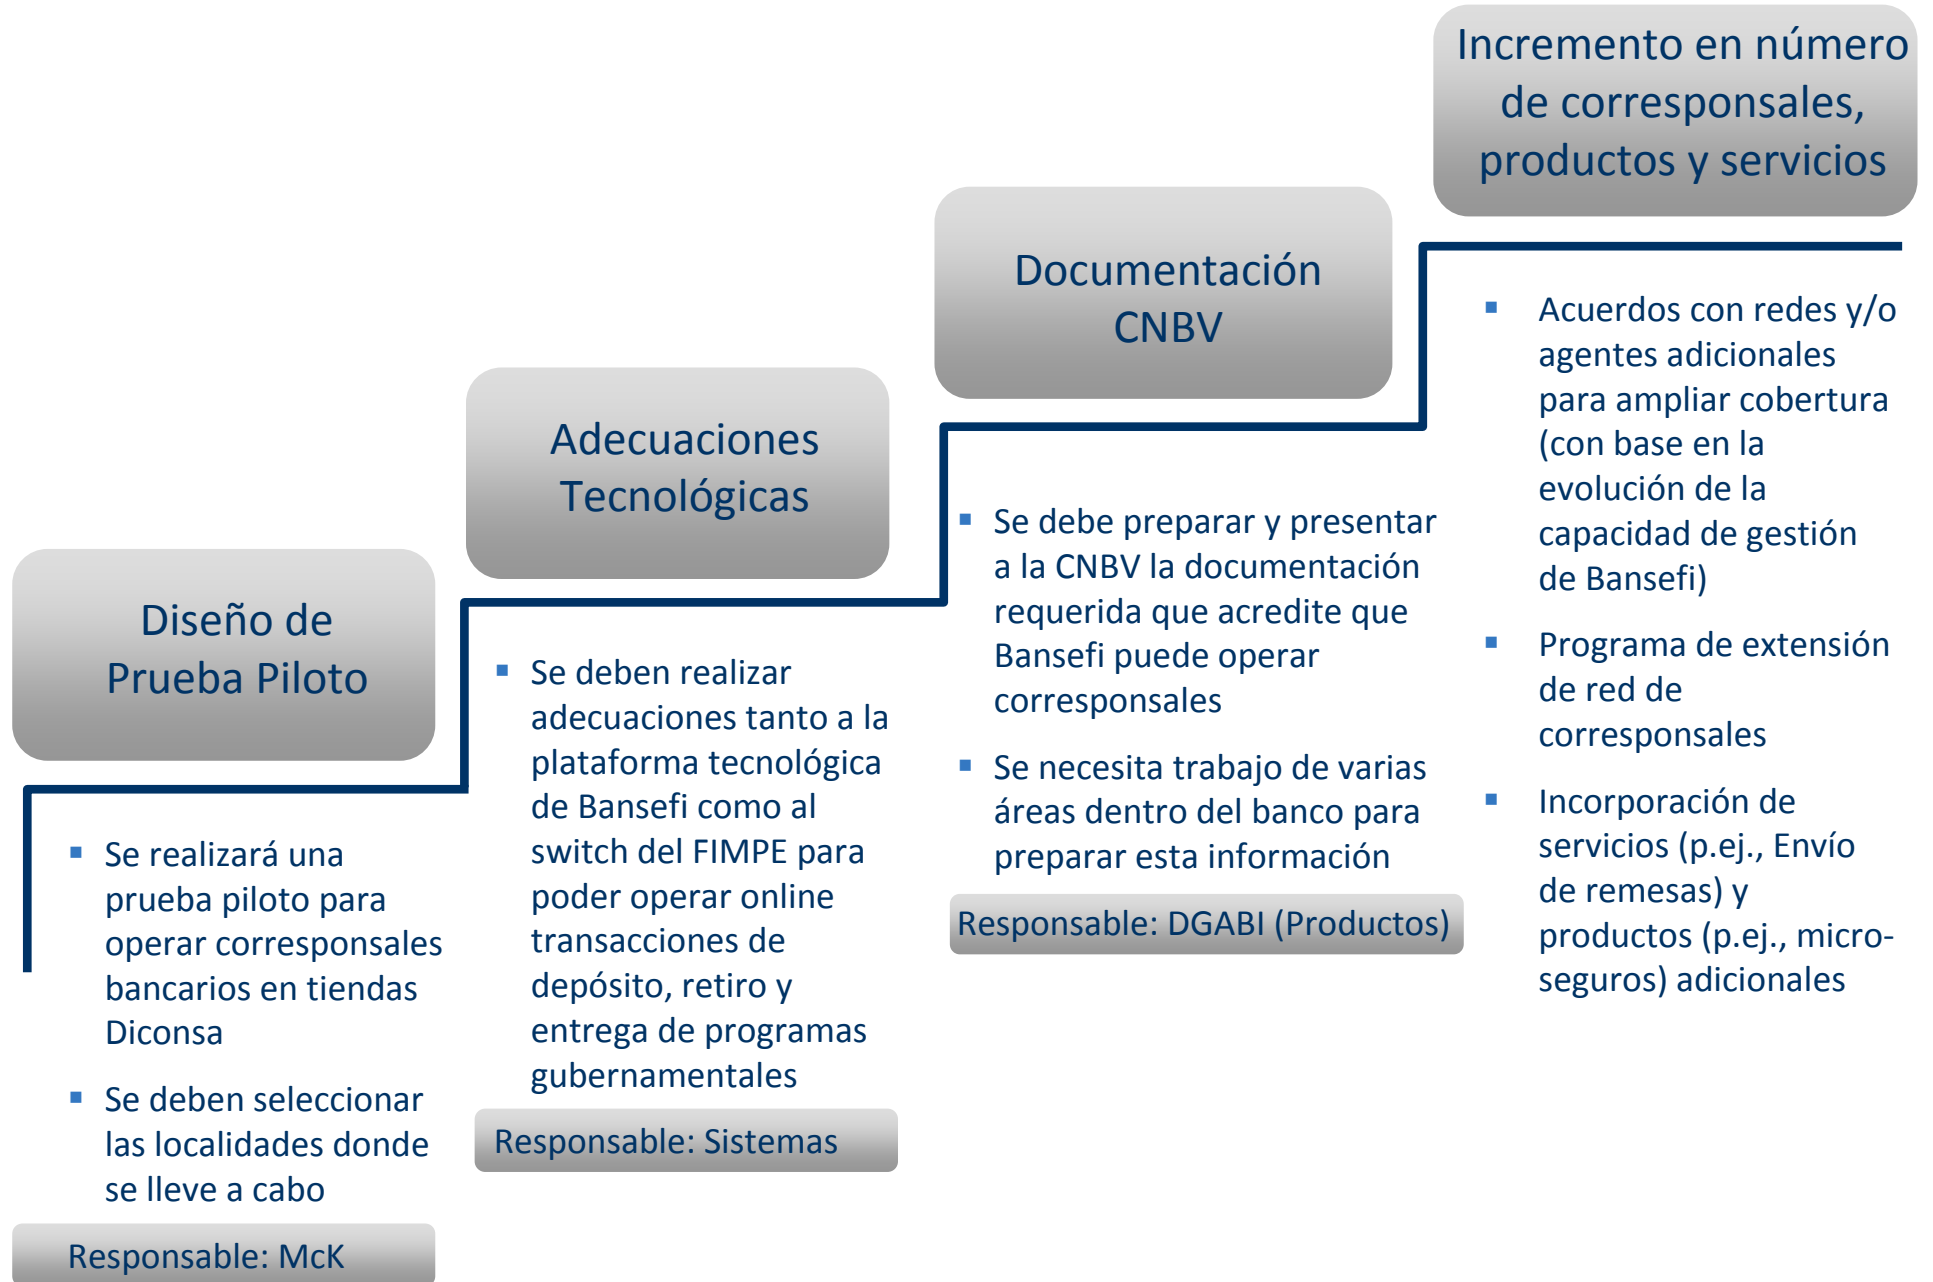 Diseño de
Prueba Piloto
Se realizará una
prueba piloto para
operar corresponsales
bancarios en tiendas
Diconsa
Se deben seleccionar
las localidades donde
se lleve a cabo
Responsable: McK
Adecuaciones
Tecnológicas
Se deben realizar
adecuaciones tanto a la
plataforma tecnológica
de Bansefi como al
switch del FIMPE para
poder operar online
transacciones de
depósito, retiro y
entrega de programas
gubernamentales
Responsable: Sistemas
Documentación
CNBV
Se debe preparar y presentar
a la CNBV la documentación
requerida que acredite que
Bansefi puede operar
corresponsales
Se necesita trabajo de varias
áreas dentro del banco para
preparar esta información
Responsable: DGABI (Productos)
Incremento en número
de corresponsales,
productos y servicios
Acuerdos con redes y/o
agentes adicionales
para ampliar cobertura
(con base en la
evolución de la
capacidad de gestión
de Bansefi)
Programa de extensión
de red de
corresponsales
Incorporación de
servicios (p.ej., Envío
de remesas) y
productos (p.ej., micro-
seguros) adicionales